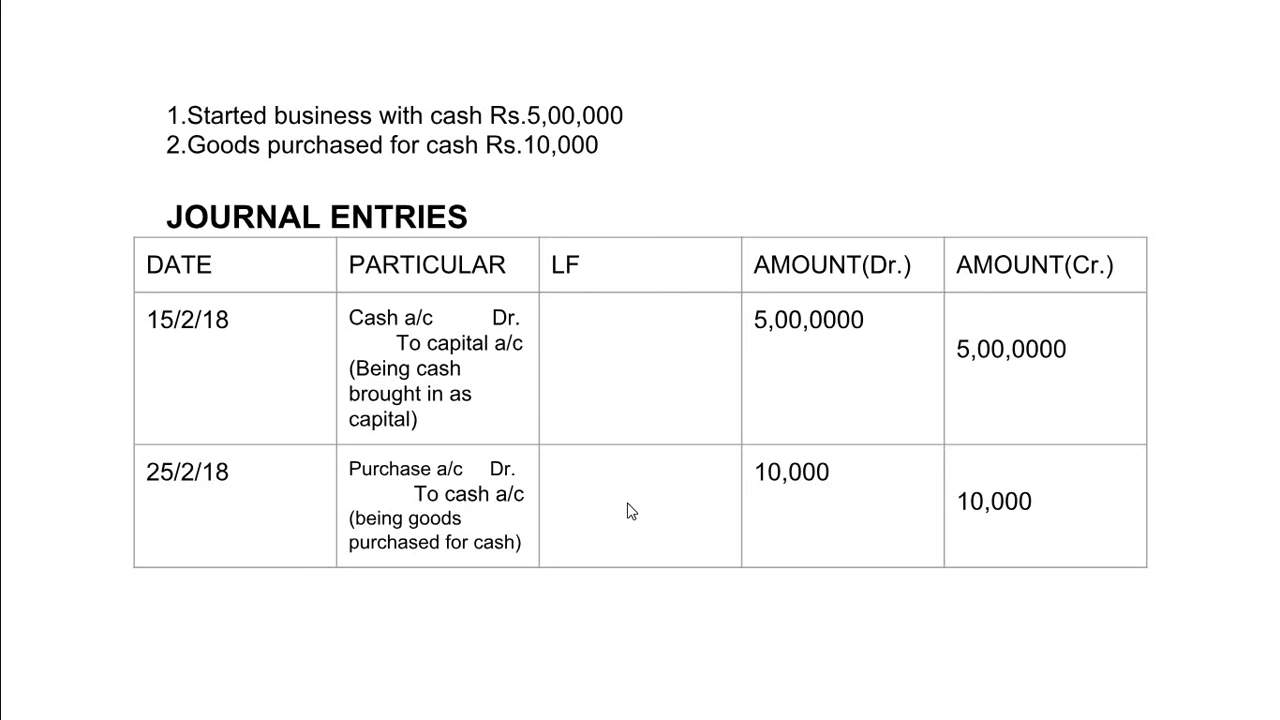 1.Started business with cash Rs.5,00,000
2.Goods purchased for cash Rs.10,000
JOURNAL ENTRIES
DATE PARTICULAR LF AMOUNT(Dr.) AMOUNT(Cr.)
15/2/18 Cash a/c Dr. 5,00,0000
To capital a/c 5,00,0000
(Being cash
brought in as
capital)
25/2/18 Purchase a/c Dr. 10,000
To cash a/c 10,000
(being goods
purchased for cash)